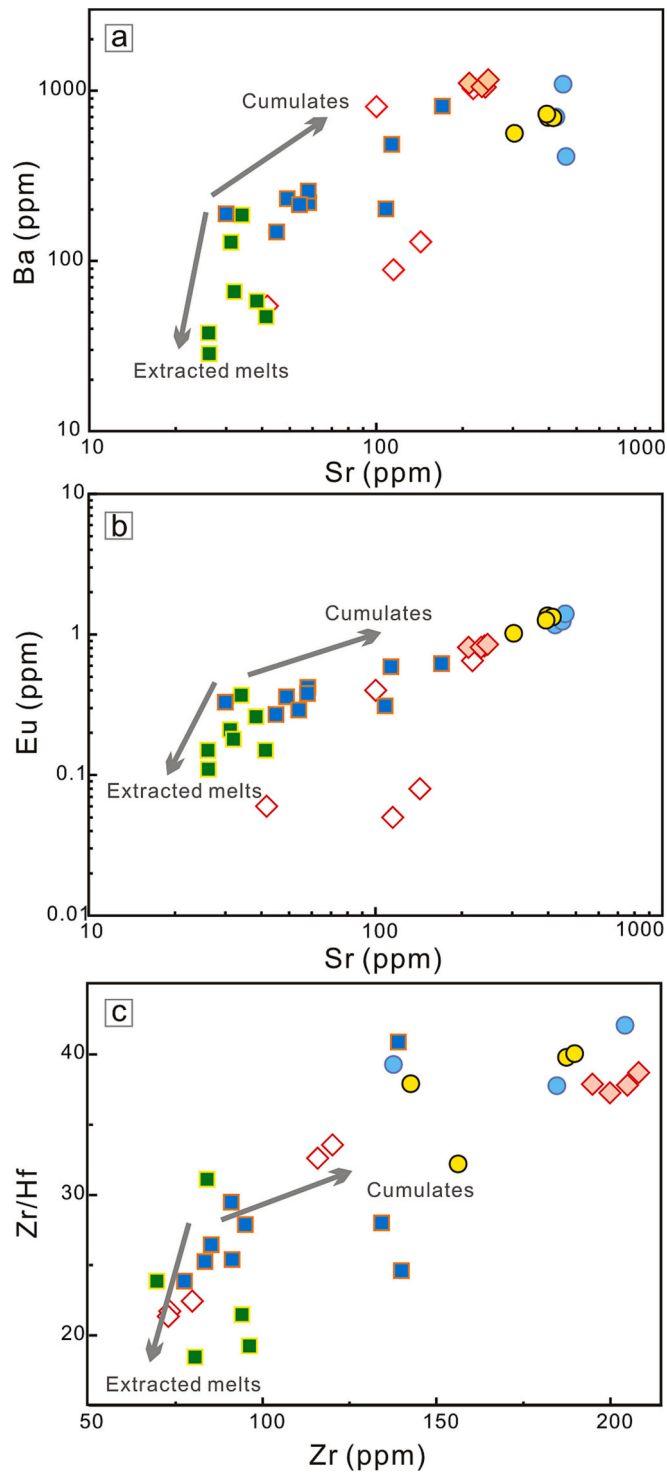 a
1000
Cumulates
Ba (ppm)
100
Extracted melts
10
10
100
1000
Sr (ppm)
10
b
Cumulates
1
Eu (ppm)
0.1
Extracted melts
0.01
10
100
1000
Sr (ppm)
c
40
Zr/Hf
30
Cumulates
20
Extracted melts
50
100
150
200
Zr (ppm)